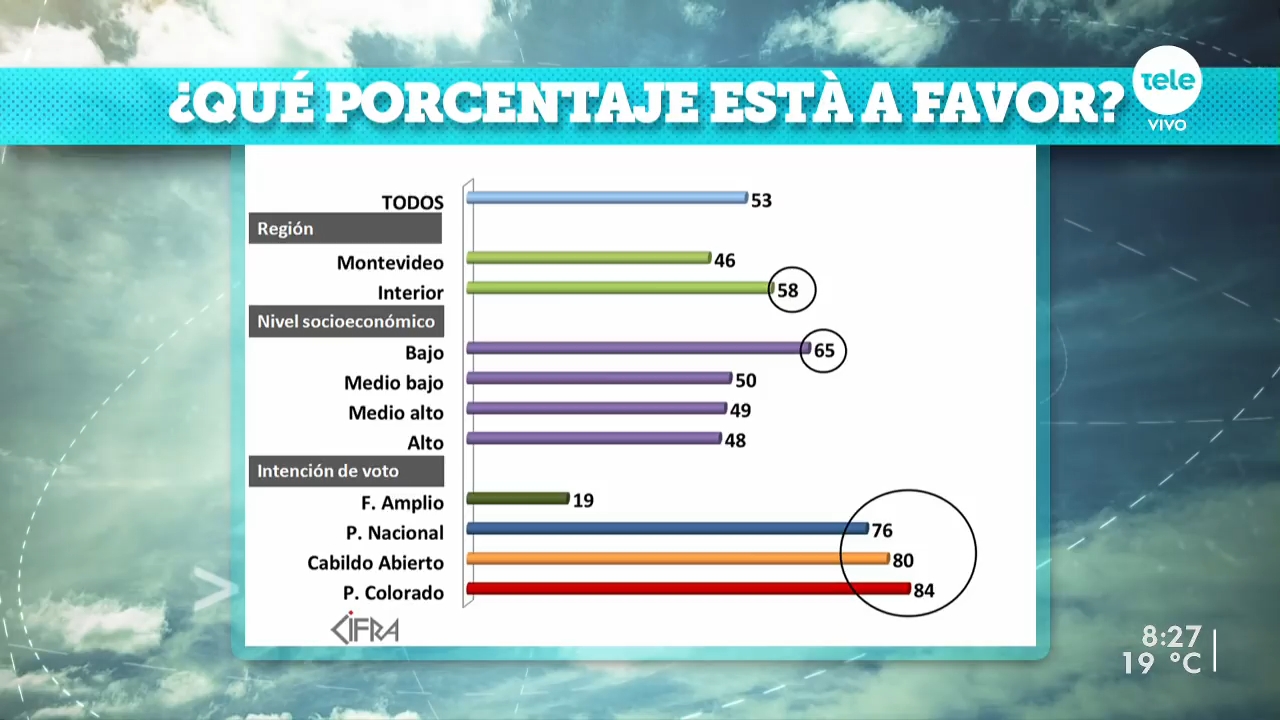 ¿QUÉ PORCENTAJE ESTÀ A FAVOR?
tele
VIVO
TODOS 53
Región
Montevideo 46
Interior 58
Nivel socioeconómico
Bajo 65
Medio bajo 50
Medio alto 49
Alto 48
Intención de voto
F. Amplio 19
P. Nacional 76
Cabildo Abierto 80
P. Colorado 84
CIFRA
8:27
19 °C